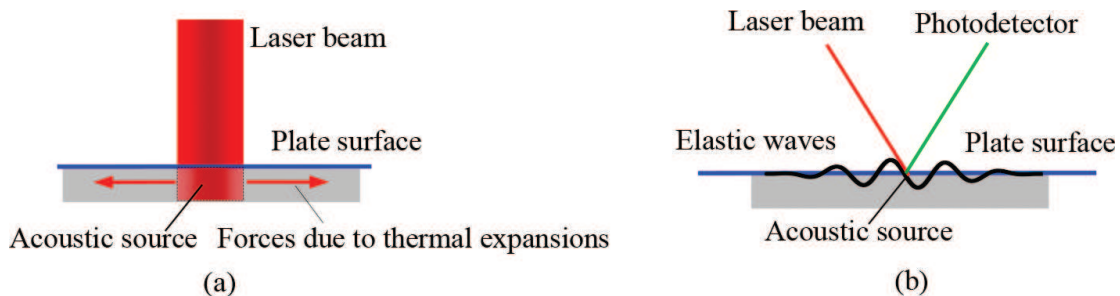 Laser beam
Plate surface
Acoustic source
Forces due to thermal expansions
(a)
Laser beam
Photodetector
Elastic waves
Plate surface
Acoustic source
(b)